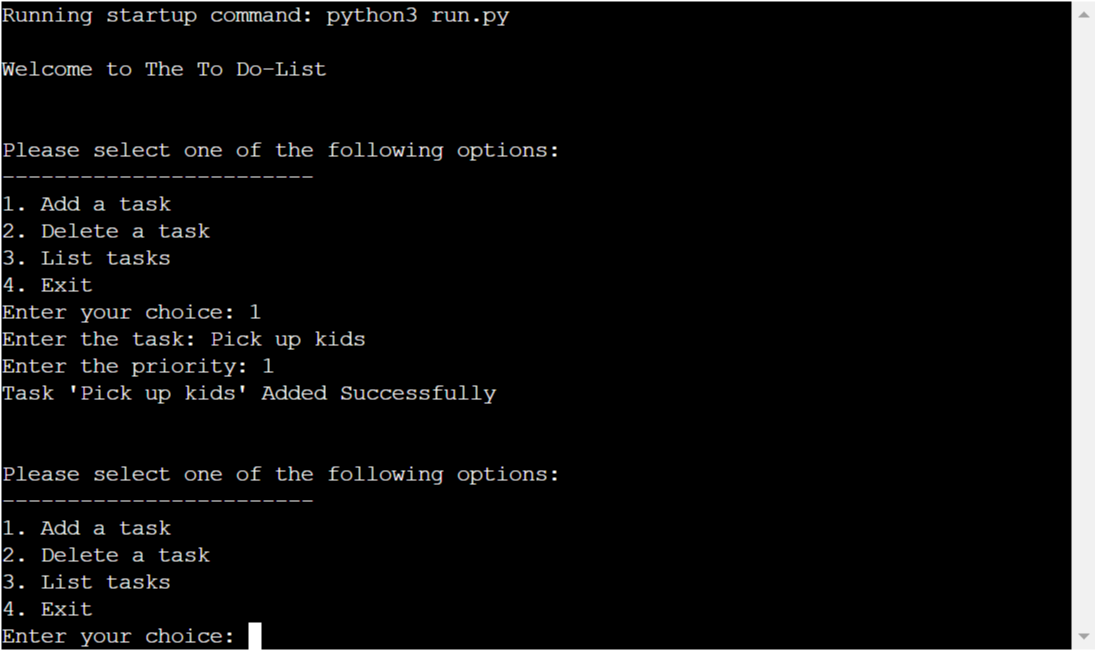 Running startup command: python3 run.py
Welcome to The To Do-List
Please select one of the following options:
------------------------
1. Add a task
2. Delete a task
3. List tasks
4. Exit
Enter your choice: 1
Enter the task: Pick up kids
Enter the priority: 1
Task 'Pick up kids' Added Successfully
Please select one of the following options:
------------------------
1. Add a task
2. Delete a task
3. List tasks
4. Exit
Enter your choice: